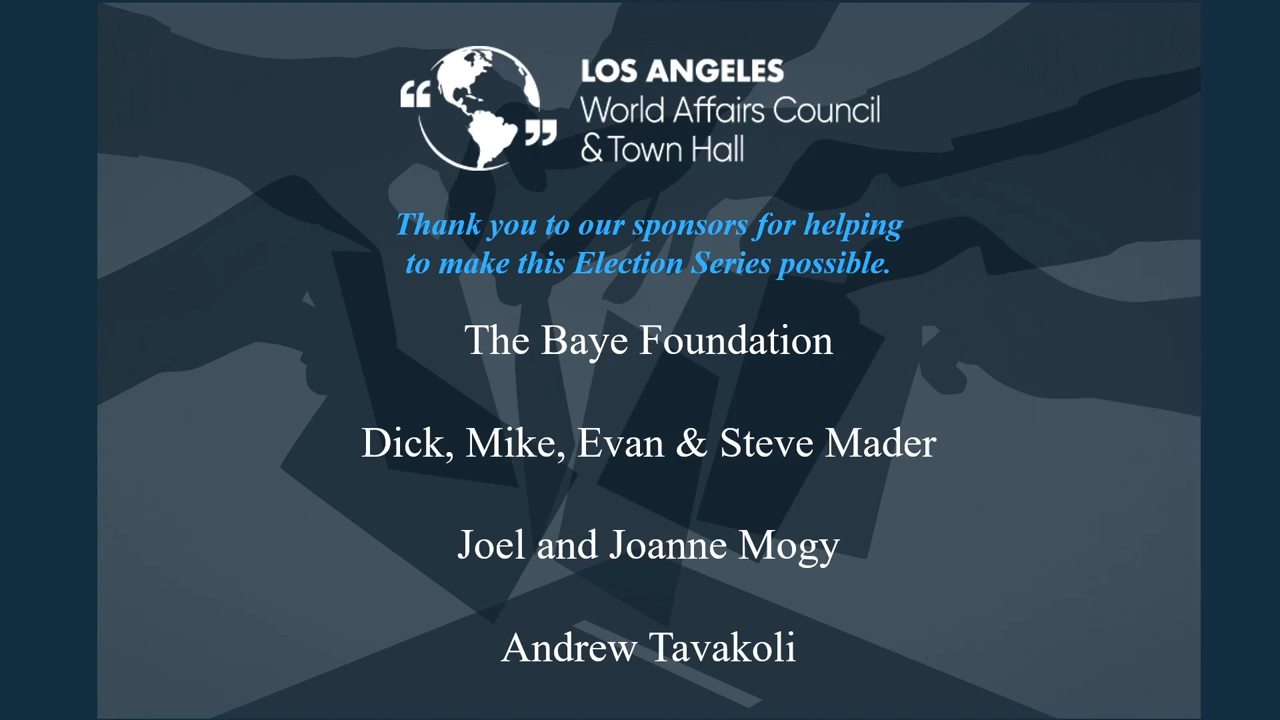 LOS ANGELES
World Affairs Council
& Town Hall
Thank you to our sponsors for helping
to make this Election Series possible.
The Baye Foundation
Dick, Mike, Evan & Steve Mader
Joel and Joanne Mogy
Andrew Tavakoli